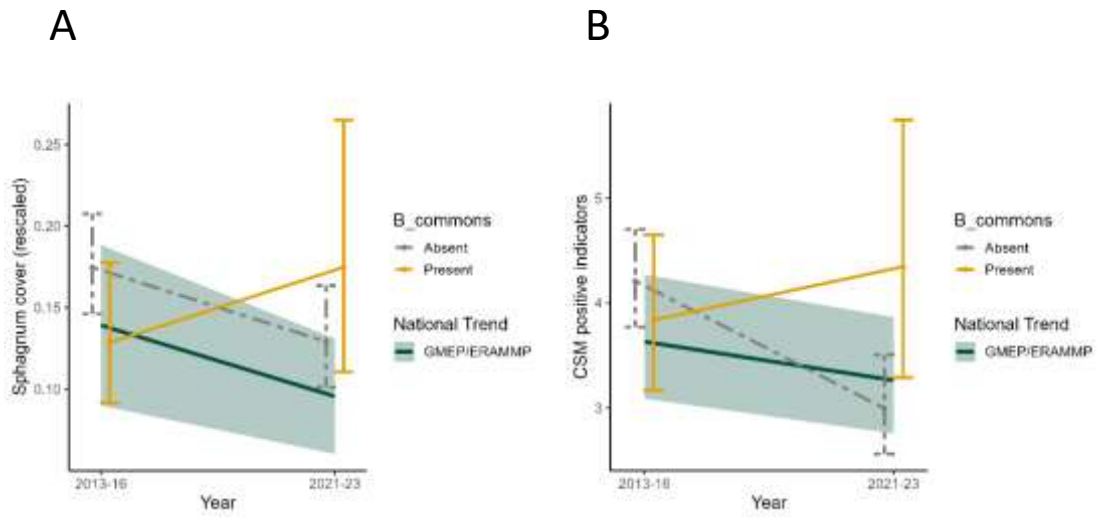 A
B
Sphagnum cover (rescaled)
0.25
0.20
0.15
0.10
2013-16
2021-23
Year
B_commons
Absent
Present
National Trend
GMEP/ERAMMP
CSM positive indicators
5
4
3
2013-16
2021-23
Year
B_commons
Absent
Present
National Trend
GMEP/ERAMMP